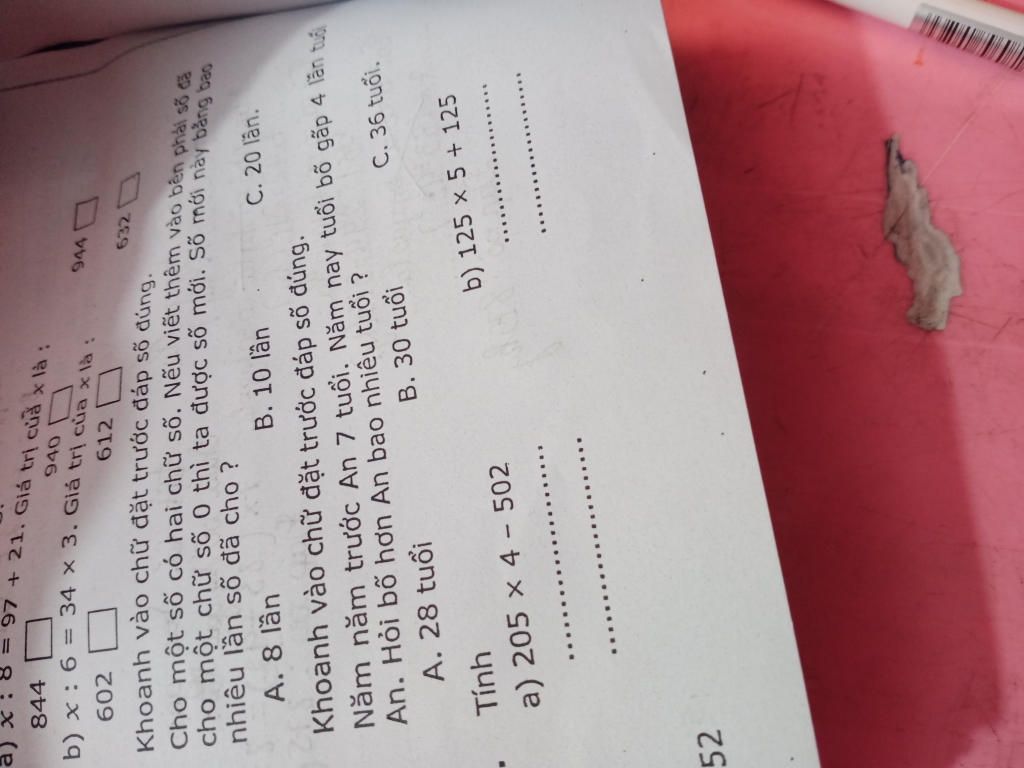 a) x : 8 = 97 + 21. Giá trị của x là :
844 □ 940 □ 944 □
b) x : 6 = 34 × 3. Giá trị của x là :
602 □ 612 □ 632 □
Khoanh vào chữ đặt trước đáp số đúng.
Cho một số có hai chữ số. Nếu viết thêm vào bên phải số đã
cho một chữ số 0 thì ta được số mới. Số mới này bằng bao
nhiêu lần số đã cho ?
A. 8 lần B. 10 lần C. 20 lần.
Khoanh vào chữ đặt trước đáp số đúng.
Năm năm trước An 7 tuổi. Năm nay tuổi bố gấp 4 lần tuổi
An. Hỏi bố hơn An bao nhiêu tuổi ?
A. 28 tuổi B. 30 tuổi C. 36 tuổi.
Tính
a) 205 × 4 – 502 b) 125 × 5 + 125
.................... ....................
.................... ....................
52